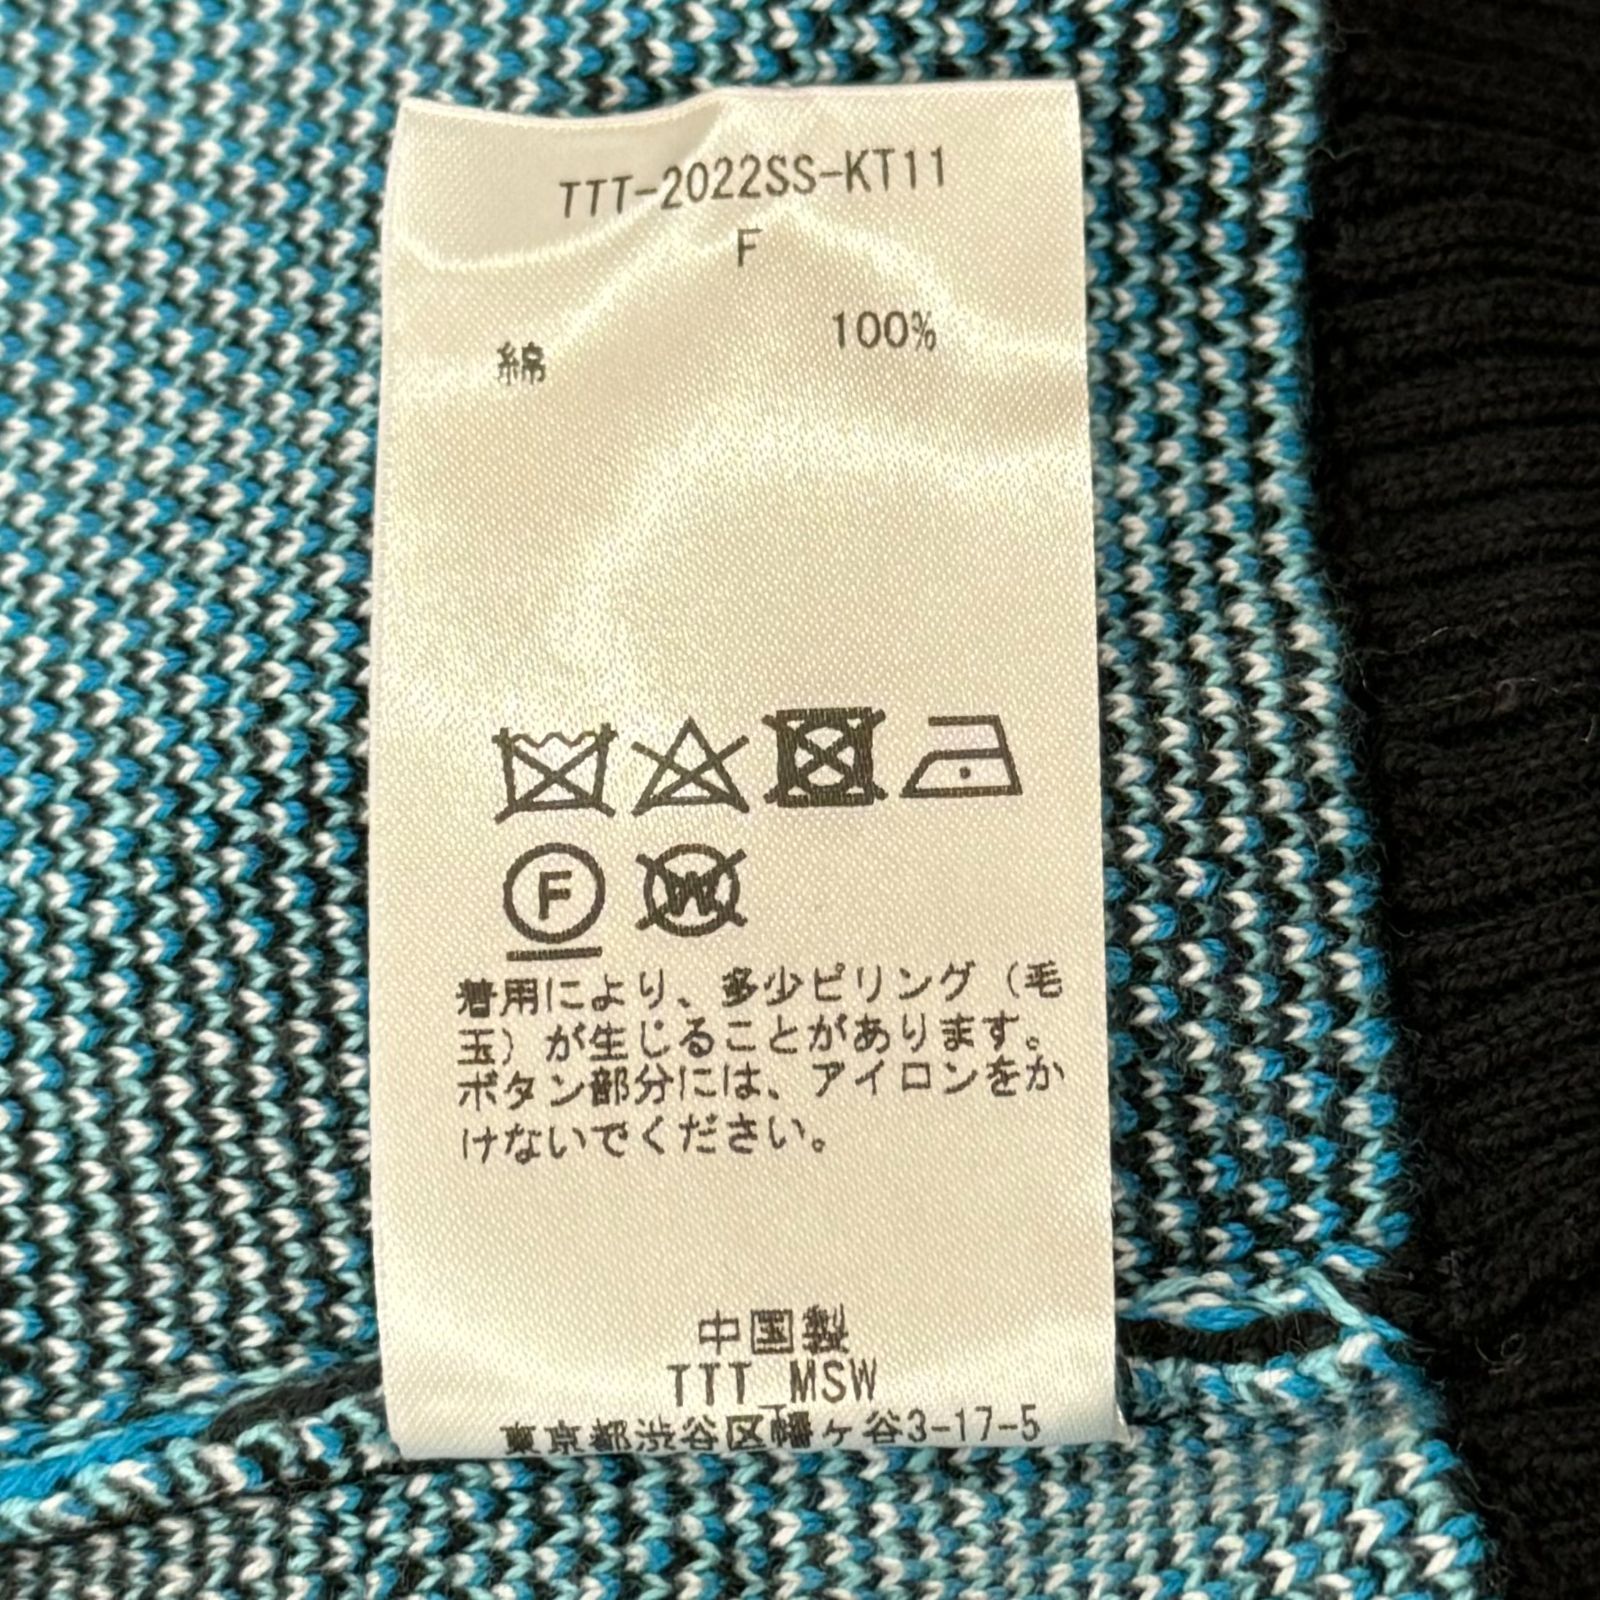 TTT-2022SS-KT11
F
綿 100%
F W
着用により、多少ピリング（毛
玉）が生じることがあります。
ボタン部分には、アイロンをか
けないでください。
中国製
TTT_MSW
東京都渋谷区幡ヶ谷3-17-5